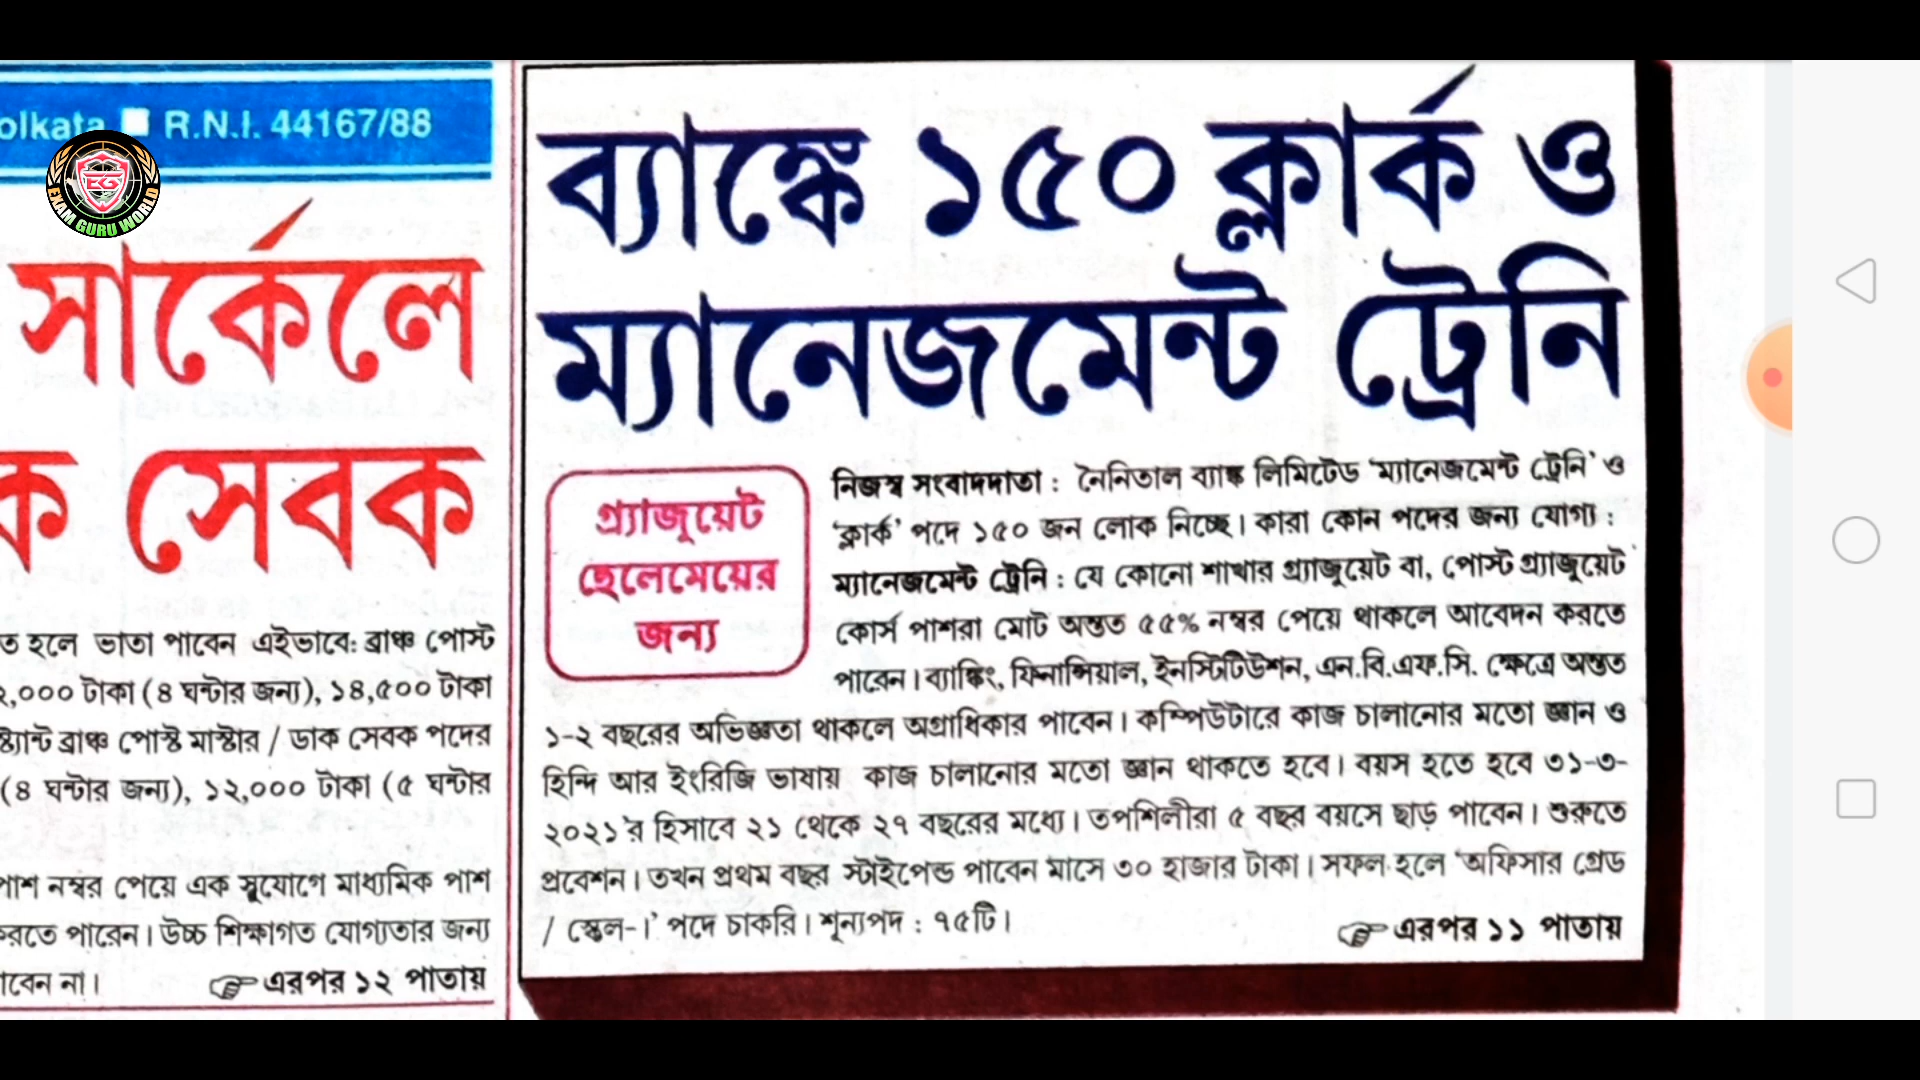 olkata ■ R.N.I. 44167/88
EXAM GURU WORLD
EG
সার্কেলে
ক সেবক
ত হলে ভাতা পাবেন এইভাবে: ব্রাঞ্চ পোস্ট
২,০০০ টাকা (৪ ঘন্টার জন্য), ১৪,৫০০ টাকা
ব্রাঞ্চ পোস্ট মাস্টার / ডাক সেবক পদের
(৪ ঘন্টার জন্য), ১২,০০০ টাকা (৫ ঘন্টার
পাশ নম্বর পেয়ে এক সুযোগে মাধ্যমিক পাশ
করতে পারেন। উচ্চ শিক্ষাগত যোগ্যতার জন্য
াবেন না।
এরপর ১২ পাতায়
ব্যাঙ্কে ১৫০ ক্লার্ক ও
ম্যানেজমেন্ট ট্রেনি
গ্র্যাজুয়েট
ছেলেমেয়ের
জন্য
নিজস্ব সংবাদদাতা : নৈনিতাল ব্যাঙ্ক লিমিটেড 'ম্যানেজমেন্ট ট্রেনি' ও
'ক্লার্ক' পদে ১৫০ জন লোক নিচ্ছে। কারা কোন পদের জন্য যোগ্য :
ম্যানেজমেন্ট ট্রেনি : যে কোনো শাখার গ্র্যাজুয়েট বা, পোস্ট গ্র্যাজুয়েট
কোর্স পাশরা মোট অন্তত ৫৫% নম্বর পেয়ে থাকলে আবেদন করতে
পারেন। ব্যাঙ্কিং, ফিনান্সিয়াল, ইনস্টিটিউশন, এন.বি.এফ.সি. ক্ষেত্রে অন্তত
১-২ বছরের অভিজ্ঞতা থাকলে অগ্রাধিকার পাবেন। কম্পিউটারে কাজ চালানোর মতো জ্ঞান ও
হিন্দি আর ইংরিজি ভাষায় কাজ চালানোর মতো জ্ঞান থাকতে হবে। বয়স হতে হবে ৩১-৩-
২০২১'র হিসাবে ২১ থেকে ২৭ বছরের মধ্যে। তপশিলীরা ৫ বছর বয়সে ছাড় পাবেন। শুরুতে
প্রবেশন। তখন প্রথম বছর স্টাইপেন্ড পাবেন মাসে ৩০ হাজার টাকা। সফল হলে 'অফিসার গ্রেড
/ স্কেল-।' পদে চাকরি। শূন্যপদ : ৭৫টি।
এরপর ১১ পাতায়